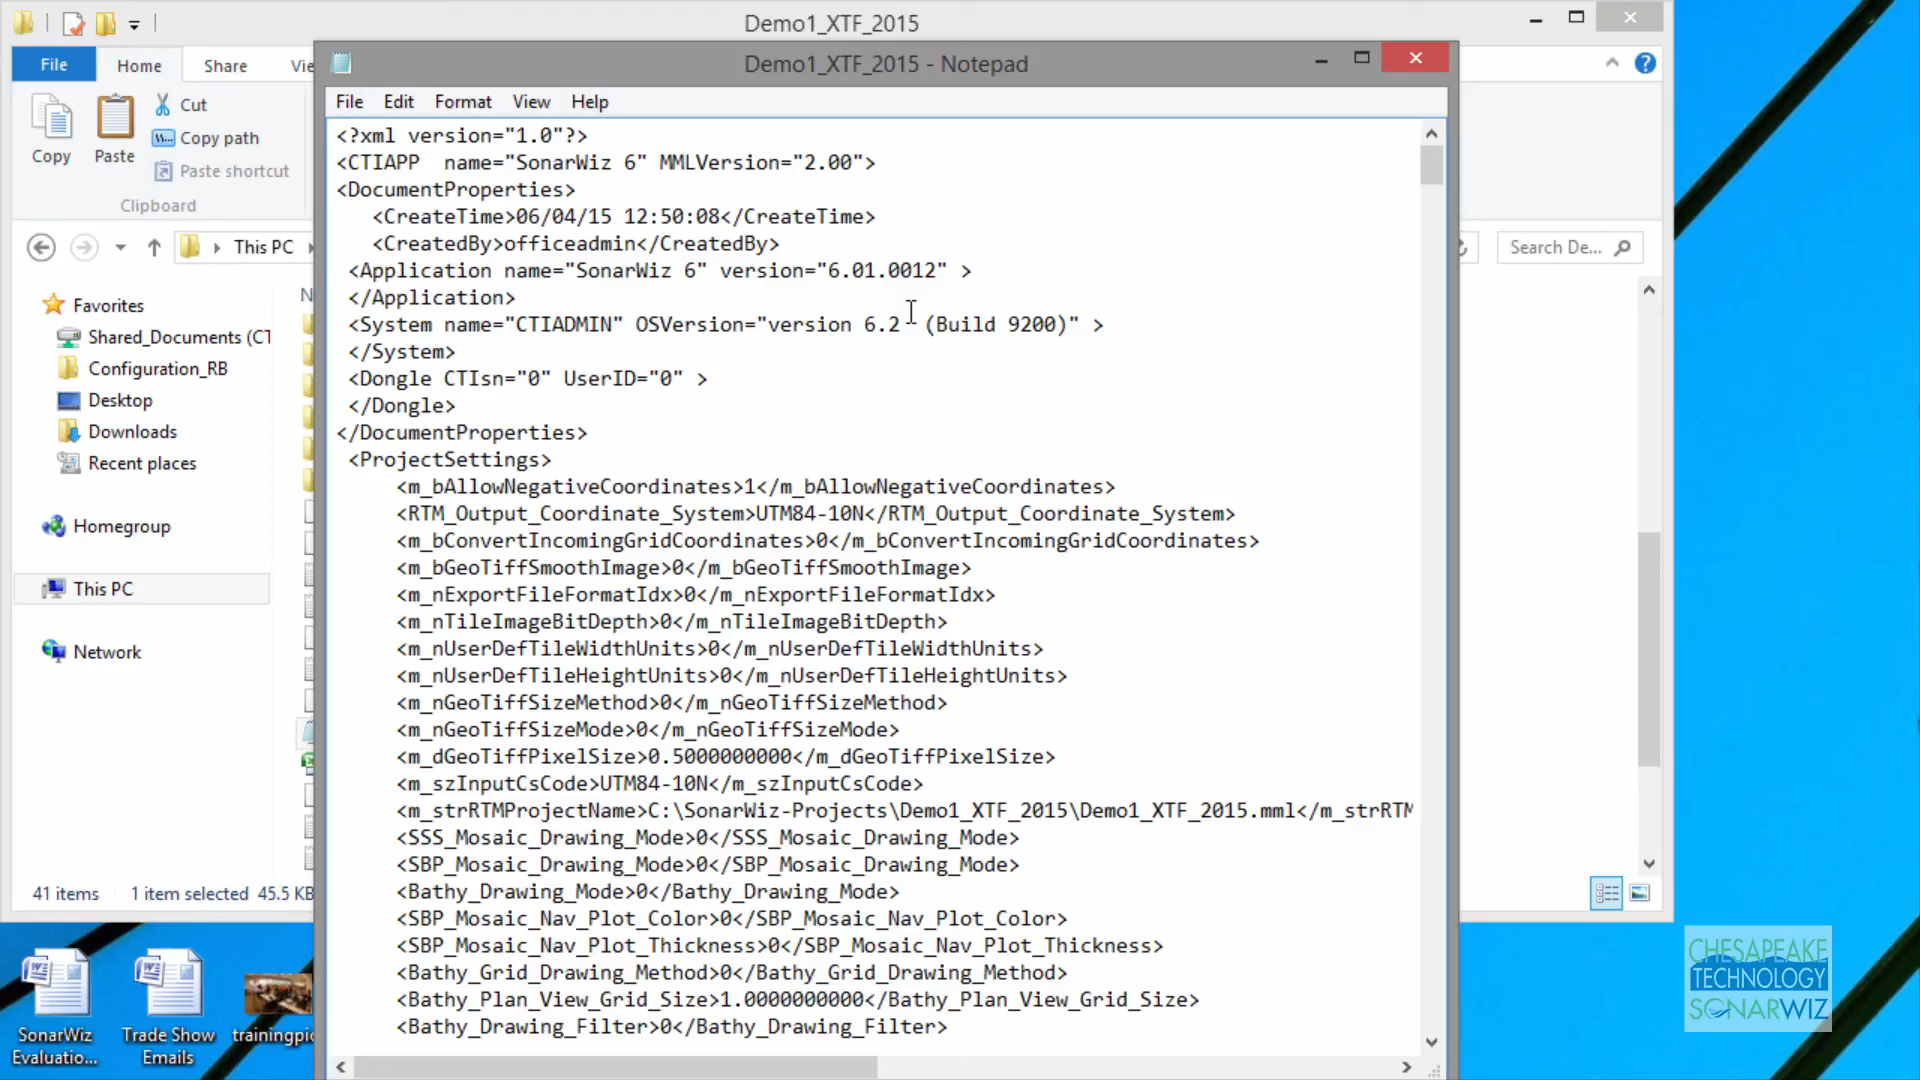 Demo1_XTF_2015
File
Home
Share
Demo1_XTF_2015 - Notepad
Cut
Copy path
Paste shortcut
Copy
Paste
Clipboard
This PC
Search De...
Favorites
Shared_Documents (CT
Configuration_RB
Desktop
Downloads
Recent places
Homegroup
This PC
Network
41 items 1 item selected 45.5 KB
File Edit Format View Help
<?xml version="1.0"?>
<CTIAPP name="SonarWiz 6" MMLVersion="2.00">
<DocumentProperties>
<CreateTime>06/04/15 12:50:08</CreateTime>
<CreatedBy>officeadmin</CreatedBy>
<Application name="SonarWiz 6" version="6.01.0012" >
</Application>
<System name="CTIADMIN" OSVersion="version 6.2 (Build 9200)" >
</System>
<Dongle CTIsn="0" UserID="0" >
</Dongle>
</DocumentProperties>
<ProjectSettings>
<m_bAllowNegativeCoordinates>1</m_bAllowNegativeCoordinates>
<RTM_Output_Coordinate_System>UTM84-10N</RTM_Output_Coordinate_System>
<m_bConvertIncomingGridCoordinates>0</m_bConvertIncomingGridCoordinates>
<m_bGeoTiffSmoothImage>0</m_bGeoTiffSmoothImage>
<m_nExportFileFormatIdx>0</m_nExportFileFormatIdx>
<m_nTileImageBitDepth>0</m_nTileImageBitDepth>
<m_nUserDefTileWidthUnits>0</m_nUserDefTileWidthUnits>
<m_nUserDefTileHeightUnits>0</m_nUserDefTileHeightUnits>
<m_nGeoTiffSizeMethod>0</m_nGeoTiffSizeMethod>
<m_nGeoTiffSizeMode>0</m_nGeoTiffSizeMode>
<m_dGeoTiffPixelSize>0.5000000000</m_dGeoTiffPixelSize>
<m_szInputCsCode>UTM84-10N</m_szInputCsCode>
<m_strRTMProjectName>C:\SonarWiz-Projects\Demo1_XTF_2015\Demo1_XTF_2015.mml</m_strRTM
<SSS_Mosaic_Drawing_Mode>0</SSS_Mosaic_Drawing_Mode>
<SBP_Mosaic_Drawing_Mode>0</SBP_Mosaic_Drawing_Mode>
<Bathy_Drawing_Mode>0</Bathy_Drawing_Mode>
<SBP_Mosaic_Nav_Plot_Color>0</SBP_Mosaic_Nav_Plot_Color>
<SBP_Mosaic_Nav_Plot_Thickness>0</SBP_Mosaic_Nav_Plot_Thickness>
<Bathy_Grid_Drawing_Method>0</Bathy_Grid_Drawing_Method>
<Bathy_Plan_View_Grid_Size>1.0000000000</Bathy_Plan_View_Grid_Size>
<Bathy_Drawing_Filter>0</Bathy_Drawing_Filter>
SonarWiz
Evaluatio...
Trade Show
Emails
trainingpic
CHESAPEAKE
TECHNOLOGY
SONARWIZ